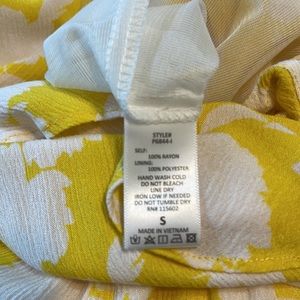 STYLE#
P6B44-I
SELF:
100% RAYON
LINING:
100% POLYESTER
HAND WASH COLD
DO NOT BLEACH
LINE DRY
IRON LOW IF NEEDED
DO NOT TUMBLE DRY
RN# 115602
S
MADE IN VIETNAM